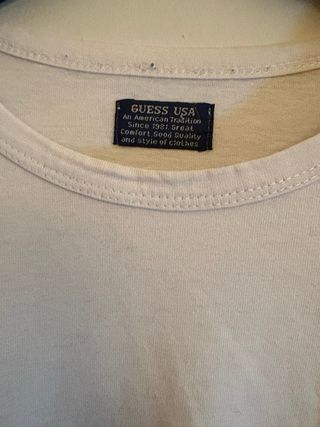 GUESS USA
An American Tradition
Since 1981. Great
Comfort. Good Quality
and style of clothes